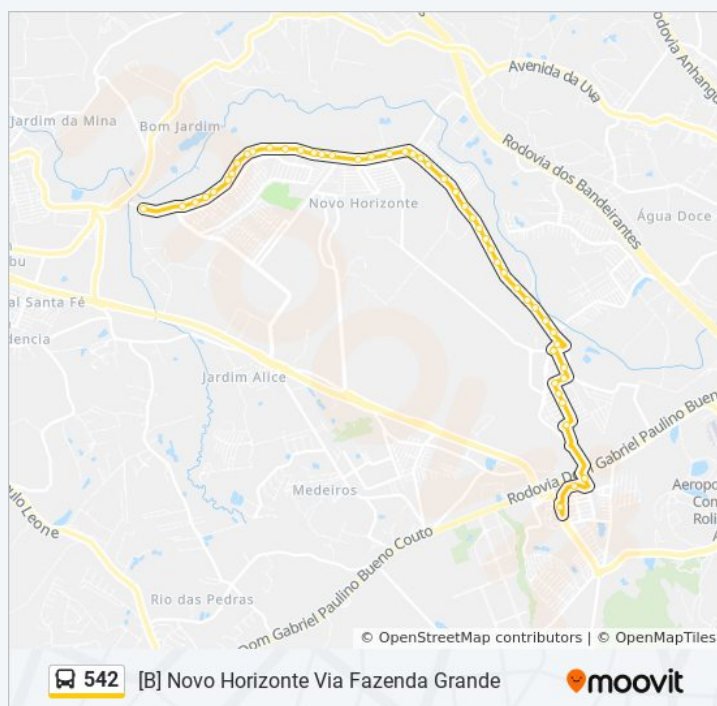 Avenida da Uva
Rodovia Anhangu
Jardim da Mina
Bom Jardim
Rodovia dos Bandeirantes
Novo Horizonte
Água Doce
bu
al Santa Fé
dencia
Jardim Alice
Rodovia Dom Gabriel Paulino Buen
Medeiros
Aeropo
Com
Roli
A
ulo Leone
Rio das Pedras
Dom Gabriel Paulino Bueno Couto
© OpenStreetMap contributors | © OpenMapTiles
542 [B] Novo Horizonte Via Fazenda Grande
moovit